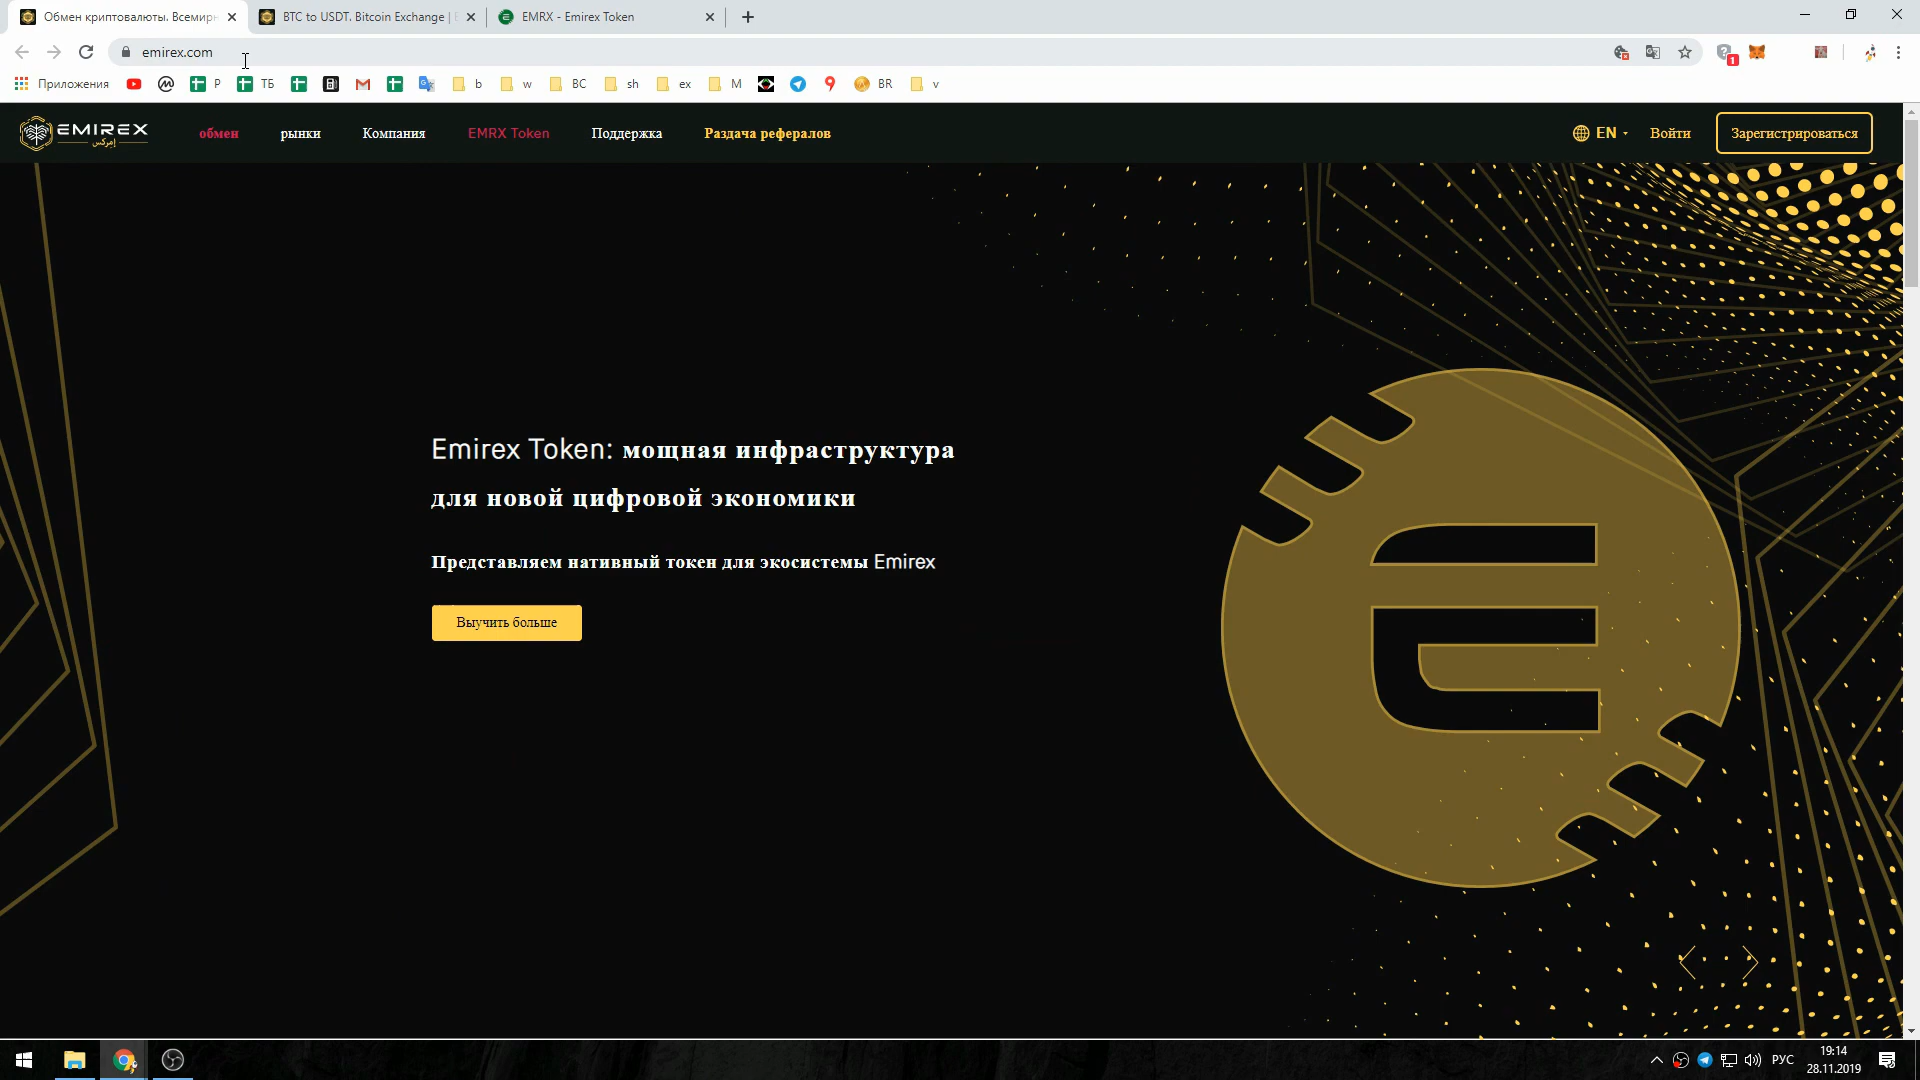 Обмен криптовалюты. Всемир
BTC to USDT. Bitcoin Exchange |
EMRX - Emirex Token
emirex.com
1
Приложения
P
ТБ
b
w
BC
sh
ex
M
BR
v
EMIREX
إمركس
обмен
рынки
Компания
EMRX Token
Поддержка
Раздача рефералов
EN
Войти
Зарегистрироваться
Emirex Token: мощная инфраструктура
для новой цифровой экономики
Представляем нативный токен для экосистемы Emirex
Выучить больше
РУС
19:14
28.11.2019